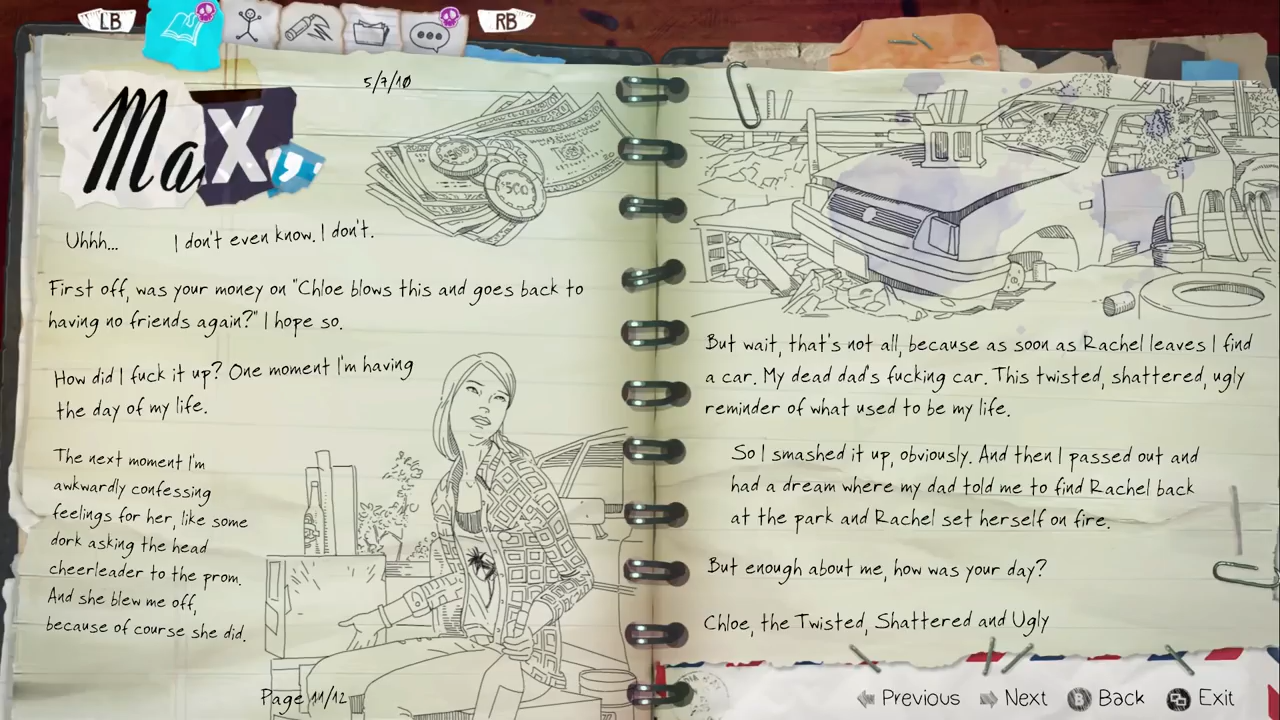 LB
RB
5/7/10
Max,
$500
Uhhh... I don't even know. I don't.
First off, was your money on "Chloe blows this and goes back to
having no friends again?" I hope so.
How did I fuck it up? One moment I'm having
the day of my life.
The next moment I'm
awkwardly confessing
feelings for her, like some
dork asking the head
cheerleader to the prom.
And she blew me off,
because of course she did.
Page 11/12
But wait, that's not all, because as soon as Rachel leaves I find
a car. My dead dad's fucking car. This twisted, shattered, ugly
reminder of what used to be my life.
So I smashed it up, obviously. And then I passed out and
had a dream where my dad told me to find Rachel back
at the park and Rachel set herself on fire.
But enough about me, how was your day?
Chloe, the Twisted, Shattered and Ugly
Previous Next B Back Exit